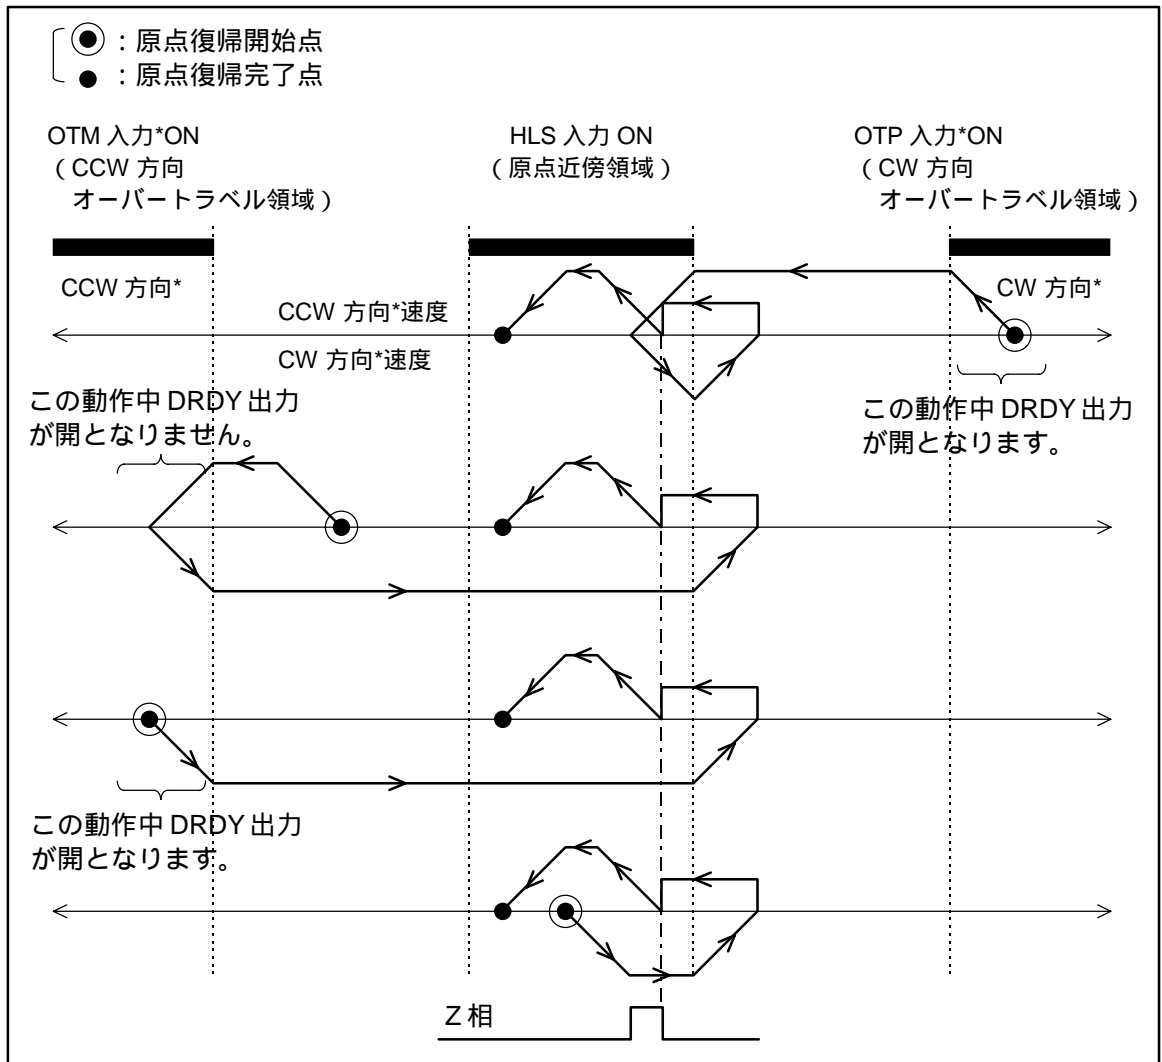 ：原点復帰開始点
：原点復帰完了点
OTM 入力*ON
（CCW 方向
オーバートラベル領域）
HLS 入力 ON
（原点近傍領域）
OTP 入力*ON
（CW 方向
オーバートラベル領域）
CCW 方向*
CW 方向*
CCW 方向*速度
CW 方向*速度
この動作中 DRDY 出力
が開となりません。
この動作中 DRDY 出力
が開となります。
この動作中 DRDY 出力
が開となります。
Z 相